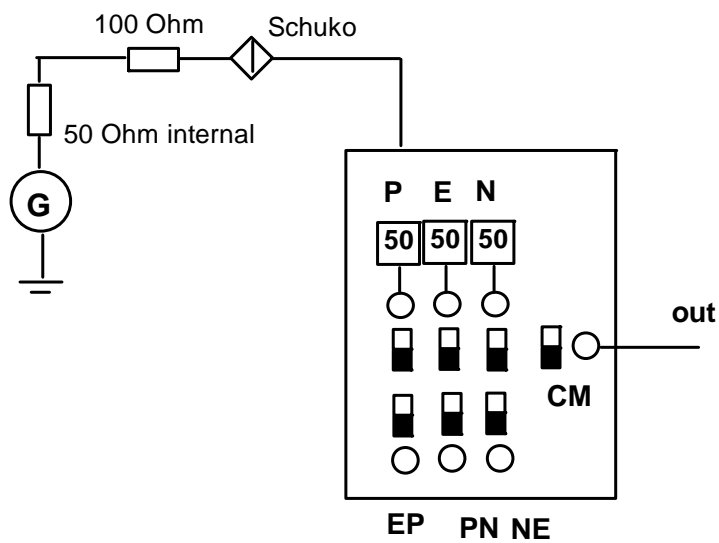 100 Ohm
Schuko
50 Ohm internal
G
P E N
50 50 50
out
CM
EP PN NE